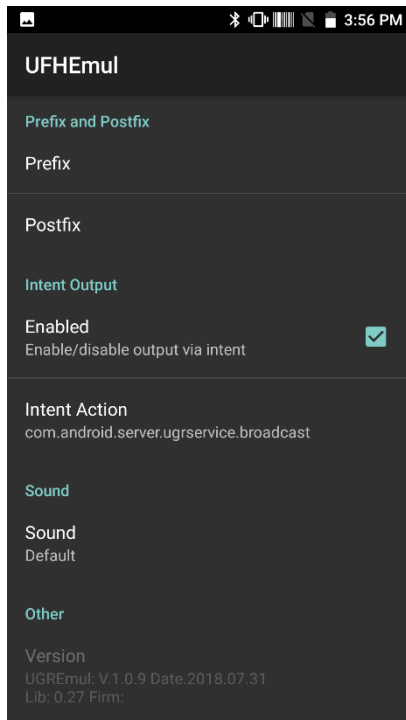 3:56 PM
UFHEmul
Prefix and Postfix
Prefix
Postfix
Intent Output
Enabled
Enable/disable output via intent
Intent Action
com.android.server.ugrservice.broadcast
Sound
Sound
Default
Other
Version
UGREmul: V.1.0.9 Date.2018.07.31
Lib: 0.27 Firm: